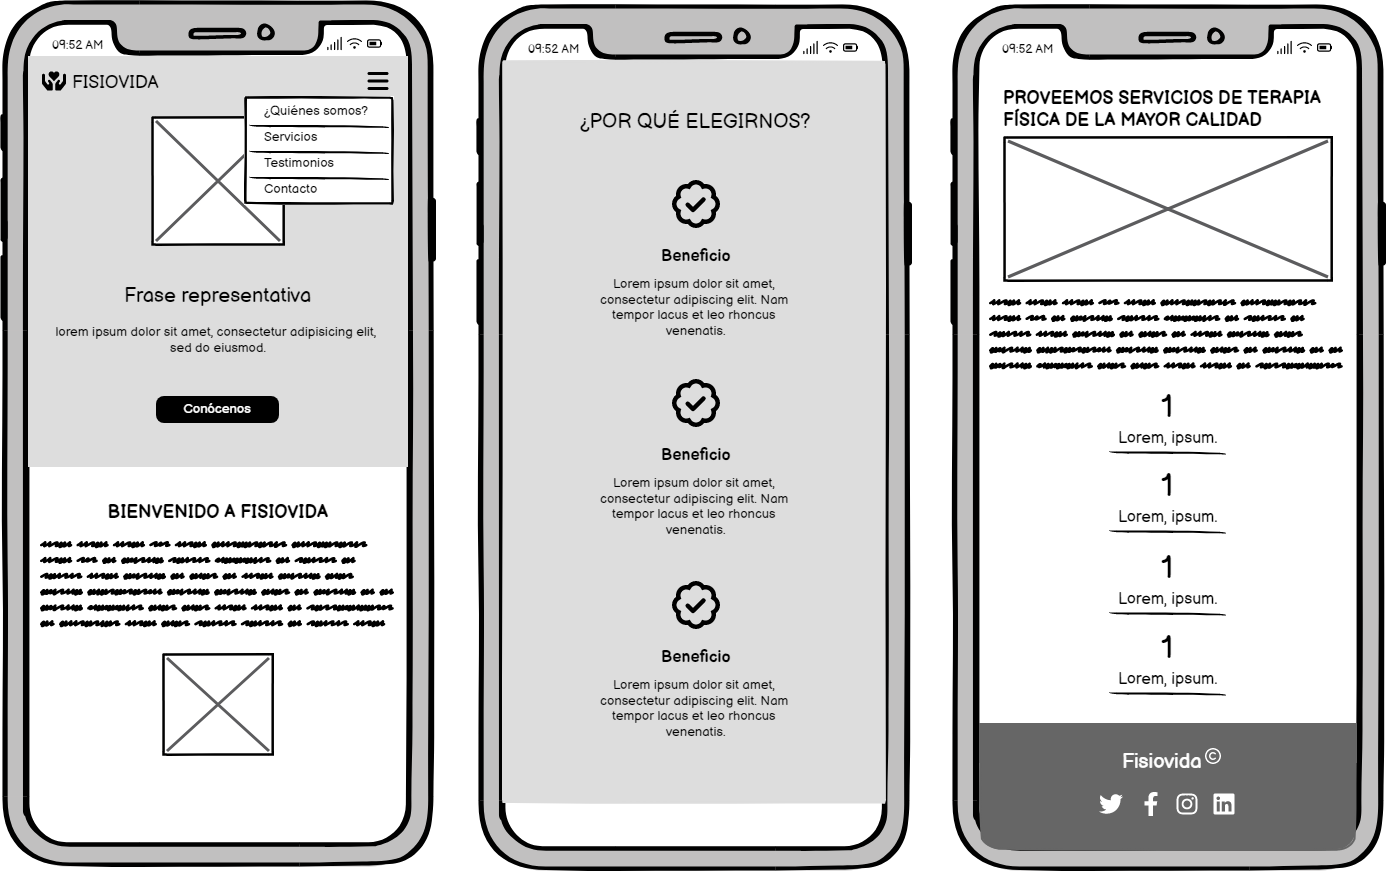 09:52 AM
FISIOVIDA
¿Quiénes somos?
Servicios
Testimonios
Contacto
Frase representativa
lorem ipsum dolor sit amet, consectetur adipisicing elit,
sed do eiusmod.
Conócenos
BIENVENIDO A FISIOVIDA
09:52 AM
¿POR QUÉ ELEGIRNOS?
Beneficio
Lorem ipsum dolor sit amet,
consectetur adipiscing elit. Nam
tempor lacus et leo rhoncus
venenatis.
Beneficio
Lorem ipsum dolor sit amet,
consectetur adipiscing elit. Nam
tempor lacus et leo rhoncus
venenatis.
Beneficio
Lorem ipsum dolor sit amet,
consectetur adipiscing elit. Nam
tempor lacus et leo rhoncus
venenatis.
09:52 AM
PROVEEMOS SERVICIOS DE TERAPIA
FÍSICA DE LA MAYOR CALIDAD
1
Lorem, ipsum.
1
Lorem, ipsum.
1
Lorem, ipsum.
1
Lorem, ipsum.
Fisiovida©